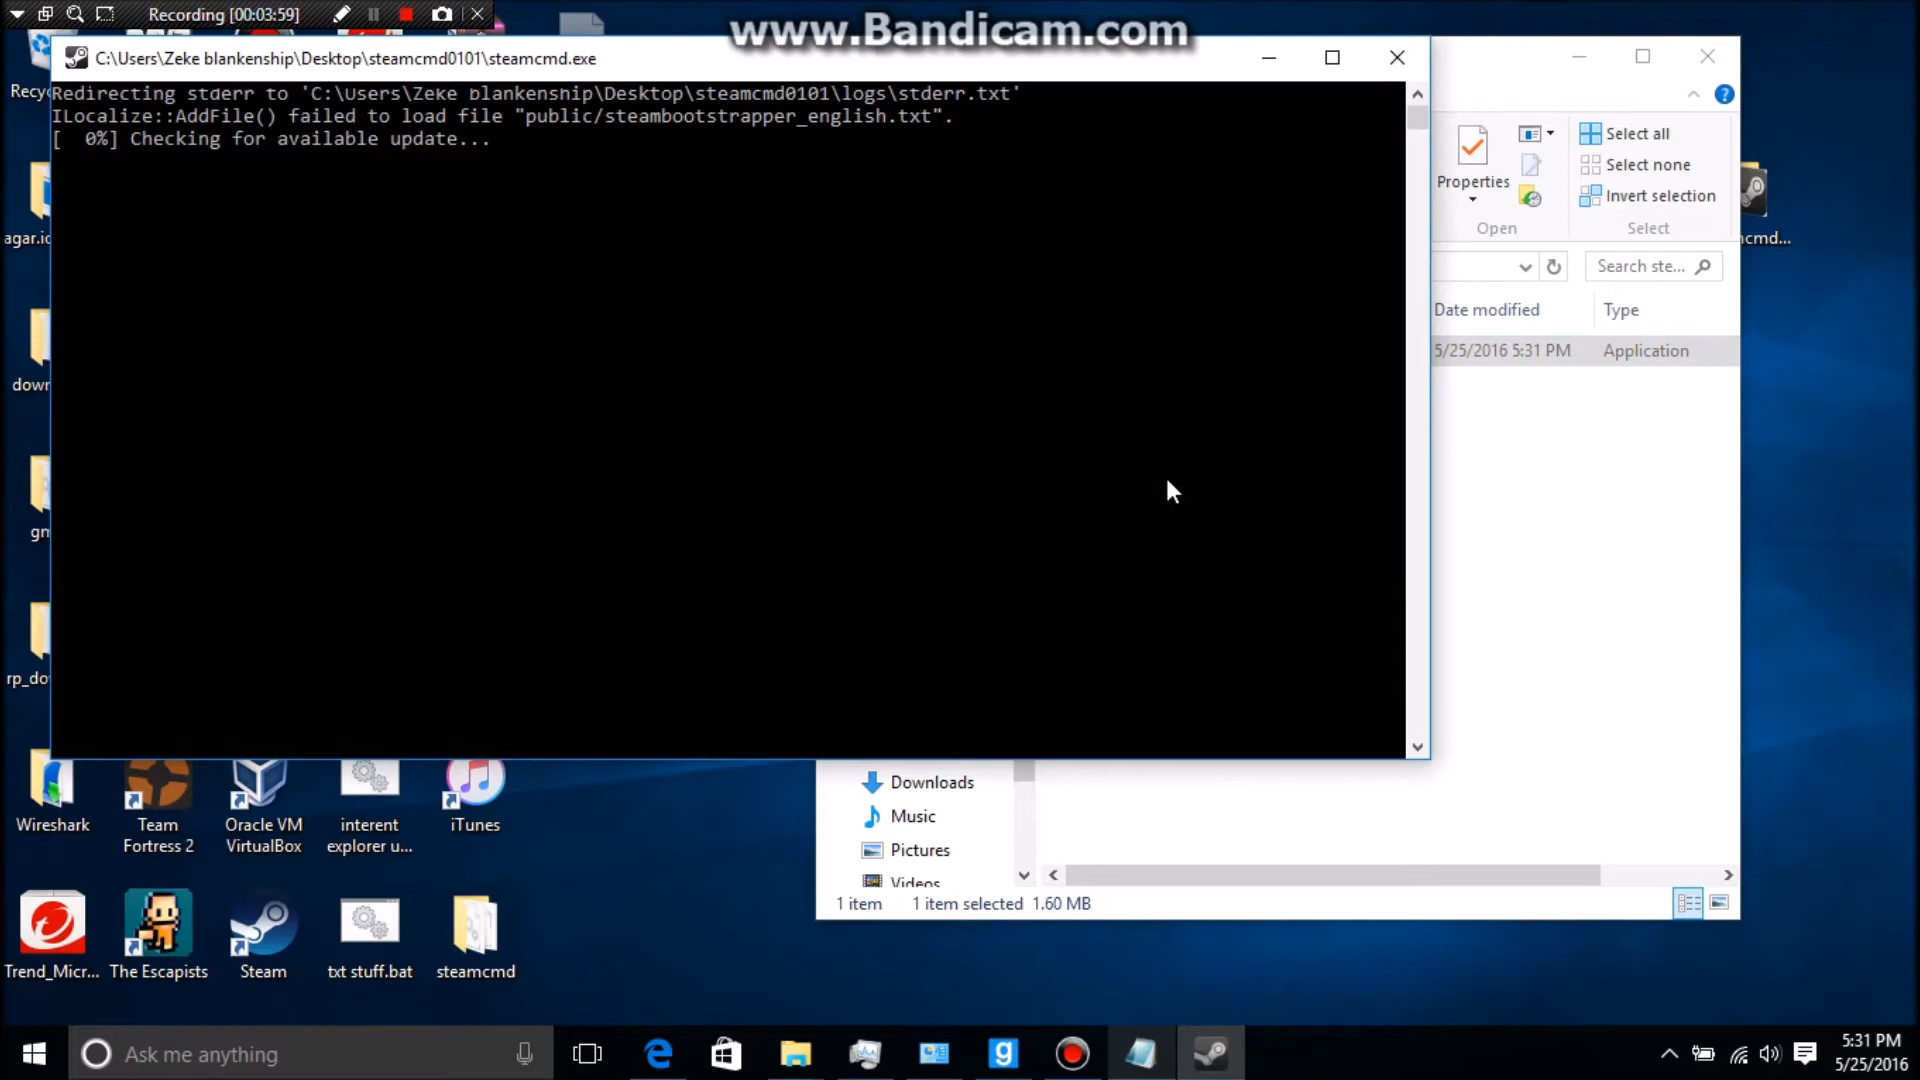 Recording [00:03:59]
www.Bandicam.com
C:\Users\Zeke blankenship\Desktop\steamcmd0101\steamcmd.exe
Redirecting stderr to 'C:\Users\Zeke blankenship\Desktop\steamcmd0101\logs\stderr.txt'
ILocalize::AddFile() failed to load file "public/steambootstrapper_english.txt".
[  0%] Checking for available update...
Select all
Select none
Invert selection
Properties
Open
Select
Search ste...
Date modified
Type
5/25/2016 5:31 PM
Application
Recyc
agar.io
down
gm
rp_do
cmd...
Downloads
Music
Pictures
Videos
1 item
1 item selected
1.60 MB
Wireshark
Team
Fortress 2
Oracle VM
VirtualBox
interent
explorer u...
iTunes
Trend_Micr...
The Escapists
Steam
txt stuff.bat
steamcmd
Ask me anything
5:31 PM
5/25/2016